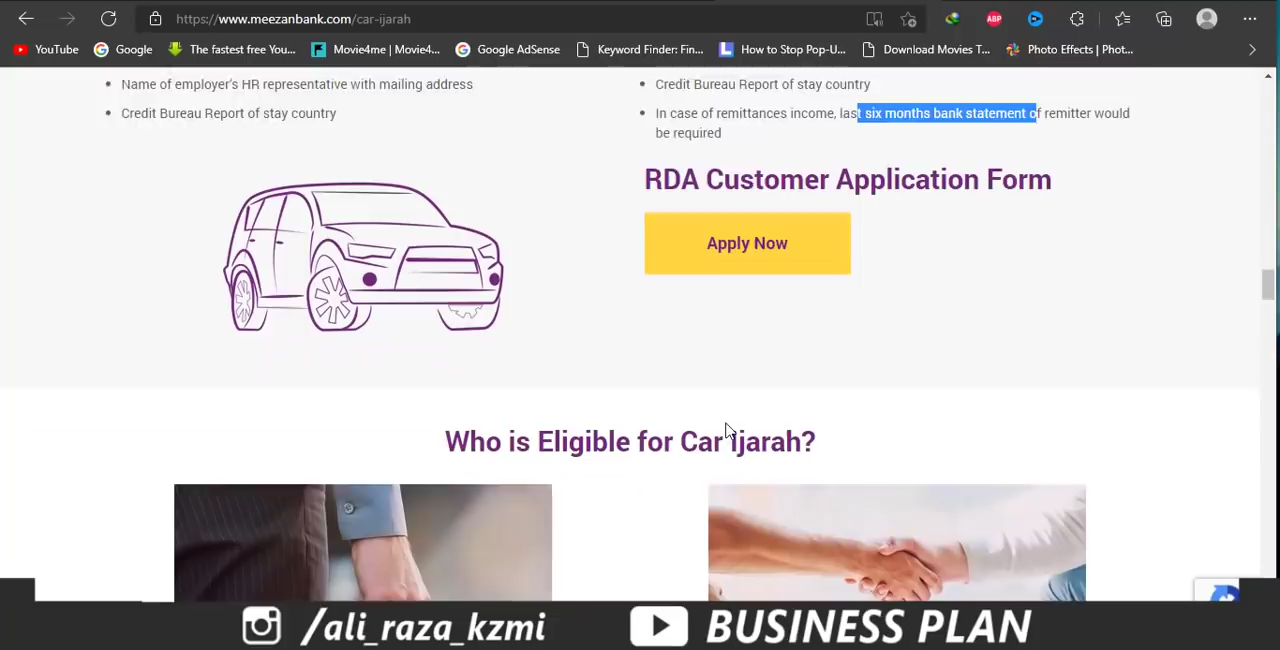 https://www.meezanbank.com/car-ijarah
ABP
YouTube
Google
The fastest free You...
Movie4me | Movie4...
Google AdSense
Keyword Finder: Fin...
How to Stop Pop-U...
Download Movies T...
Photo Effects | Phot...
Name of employer's HR representative with mailing address
Credit Bureau Report of stay country
Credit Bureau Report of stay country
In case of remittances income, last six months bank statement of remitter would
be required
RDA Customer Application Form
Apply Now
Who is Eligible for Car Ijarah?
/ali_raza_kzmi
BUSINESS PLAN